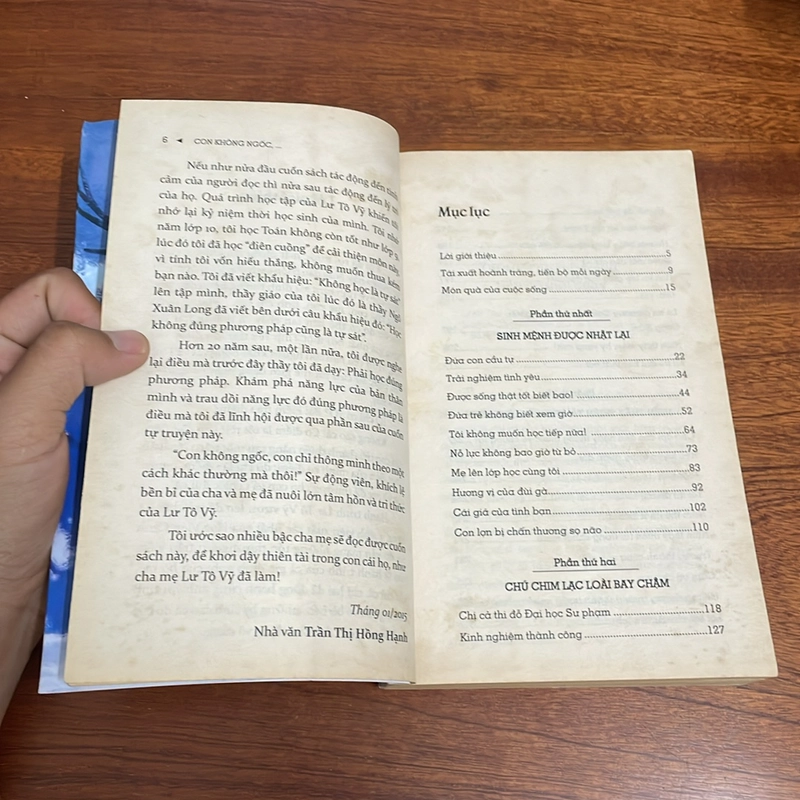 6 ◄ CON KHÔNG NGỐC, ...
Nếu như nửa đầu cuốn sách tác động đến tình
cảm của người đọc thì nửa sau tác động đến lý
của họ. Quá trình học tập của Lư Tô Vỹ khiến tôi
nhớ lại kỷ niệm thời học sinh của mình. Tôi nhớ
năm lớp 10, tôi học Toán không còn tốt như lớp 9,
lúc đó tôi đã học “điên cuồng” để cải thiện môn này,
vì tính tôi vốn hiếu thắng, không muốn thua kém
bạn nào. Tôi đã viết khẩu hiệu: “Không học là tự sát”
lên tập mình, thầy giáo của tôi lúc đó là thầy Ngô
Xuân Long đã viết bên dưới câu khẩu hiệu đó: “Học
không đúng phương pháp cũng là tự sát”.
Hơn 20 năm sau, một lần nữa, tôi được nghe
lại điều mà trước đây thầy tôi đã dạy: Phải học đúng
phương pháp. Khám phá năng lực của bản thân
mình và trau dồi năng lực đó đúng phương pháp là
điều mà tôi đã lĩnh hội được qua phần sau của cuốn
tự truyện này.
“Con không ngốc, con chỉ thông minh theo một
cách khác thường mà thôi!” Sự động viên, khích lệ
bền bỉ của cha và mẹ đã nuôi lớn tâm hồn và tri thức
của Lư Tô Vỹ.
Tôi ước sao nhiều bậc cha mẹ sẽ đọc được cuốn
sách này, để khơi dậy thiên tài trong con cái họ, như
cha mẹ Lư Tô Vỹ đã làm!
Tháng 01/2015
Nhà văn Trần Thị Hồng Hạnh
Mục lục
Lời giới thiệu ..... 5
Tái xuất hoành tráng, tiến bộ mỗi ngày ..... 9
Món quà của cuộc sống ..... 15
Phần thứ nhất
SINH MỆNH ĐƯỢC NHẶT LẠI
Đứa con cầu tự ..... 22
Trải nghiệm tình yêu ..... 34
Được sống thật tốt biết bao! ..... 44
Đứa trẻ không biết xem giờ ..... 52
Tôi không muốn học tiếp nữa! ..... 64
Nỗ lực không bao giờ từ bỏ ..... 73
Mẹ lên lớp học cùng tôi ..... 83
Hương vị của đùi gà ..... 92
Cái giá của tình bạn ..... 102
Con lợn bị chấn thương sọ não ..... 110
Phần thứ hai
CHÚ CHIM LẠC LOÀI BAY CHẬM
Chị cả thi đỗ Đại học Sư phạm ..... 118
Kinh nghiệm thành công ..... 127